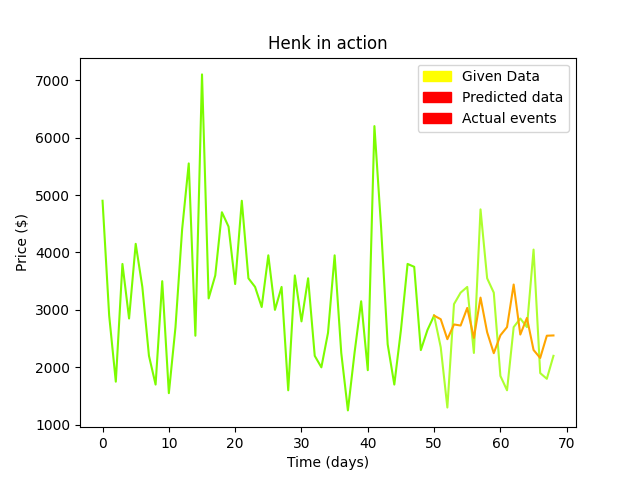 Henk in action
Given Data
Predicted data
Actual events
Price ($)
7000
6000
5000
4000
3000
2000
1000
0 10 20 30 40 50 60 70
Time (days)